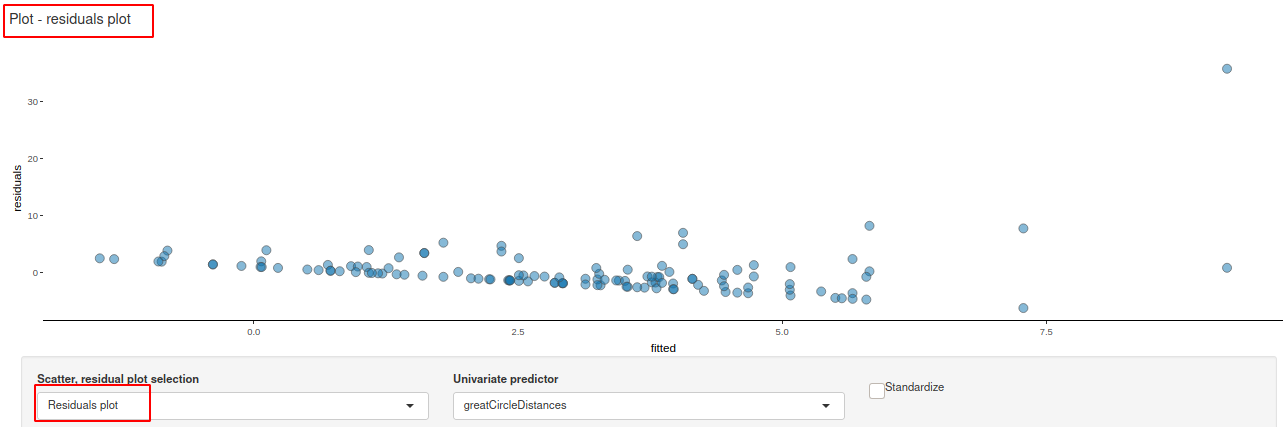 Plot - residuals plot
30
20
10
0
residuals
0.0 2.5 5.0 7.5
fitted
Scatter, residual plot selection Univariate predictor Standardize
Residuals plot greatCircleDistances